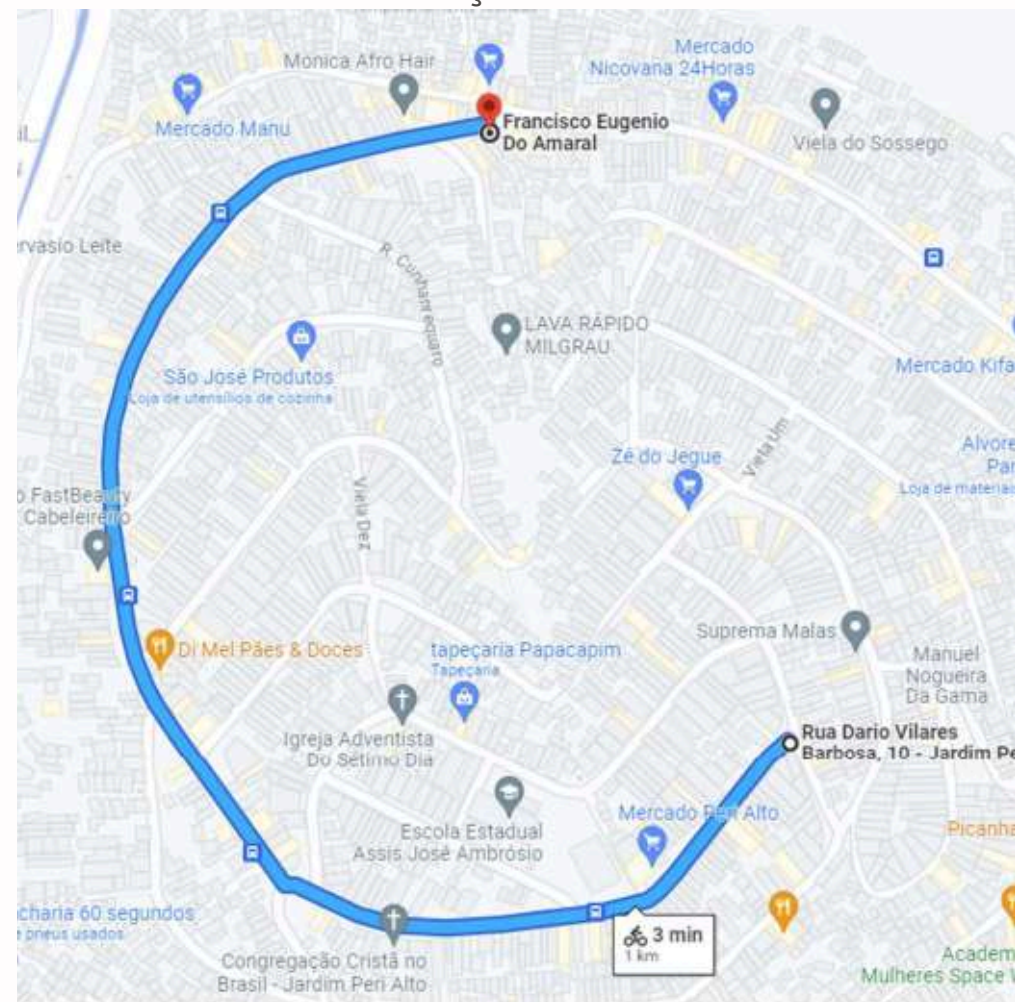 s
Monica Afro Hair
Mercado
Nicovana 24Horas
Mercado Manu
Francisco Eugenio
Do Amaral
Viela do Sossego
ervasio Leite
R. Cunhanrequaro
LAVA RÁPIDO
MILGRAU
São José Produtos
Loja de utensílios de cozinha
Mercado Kifa
Viela Um
Zé do Jegue
Alvore
Par
Loja de materiais
o FastBeauty
Cabeleireiro
Viela Dez
Di Mel Pães & Doces
tapeçaria Papacapim
Tapeçaria
Suprema Malas
Manuel
Nogueira
Da Gama
Igreja Adventista
Do Sétimo Dia
Rua Dario Vilares
Barbosa, 10 - Jardim Pe
Mercado Peri Alto
Escola Estadual
Assis José Ambrósio
Picanha
charia 60 segundos
e pneus usados
3 min
1 km
Congregação Cristã no
Brasil - Jardim Peri Alto
Academ
Mulheres Space